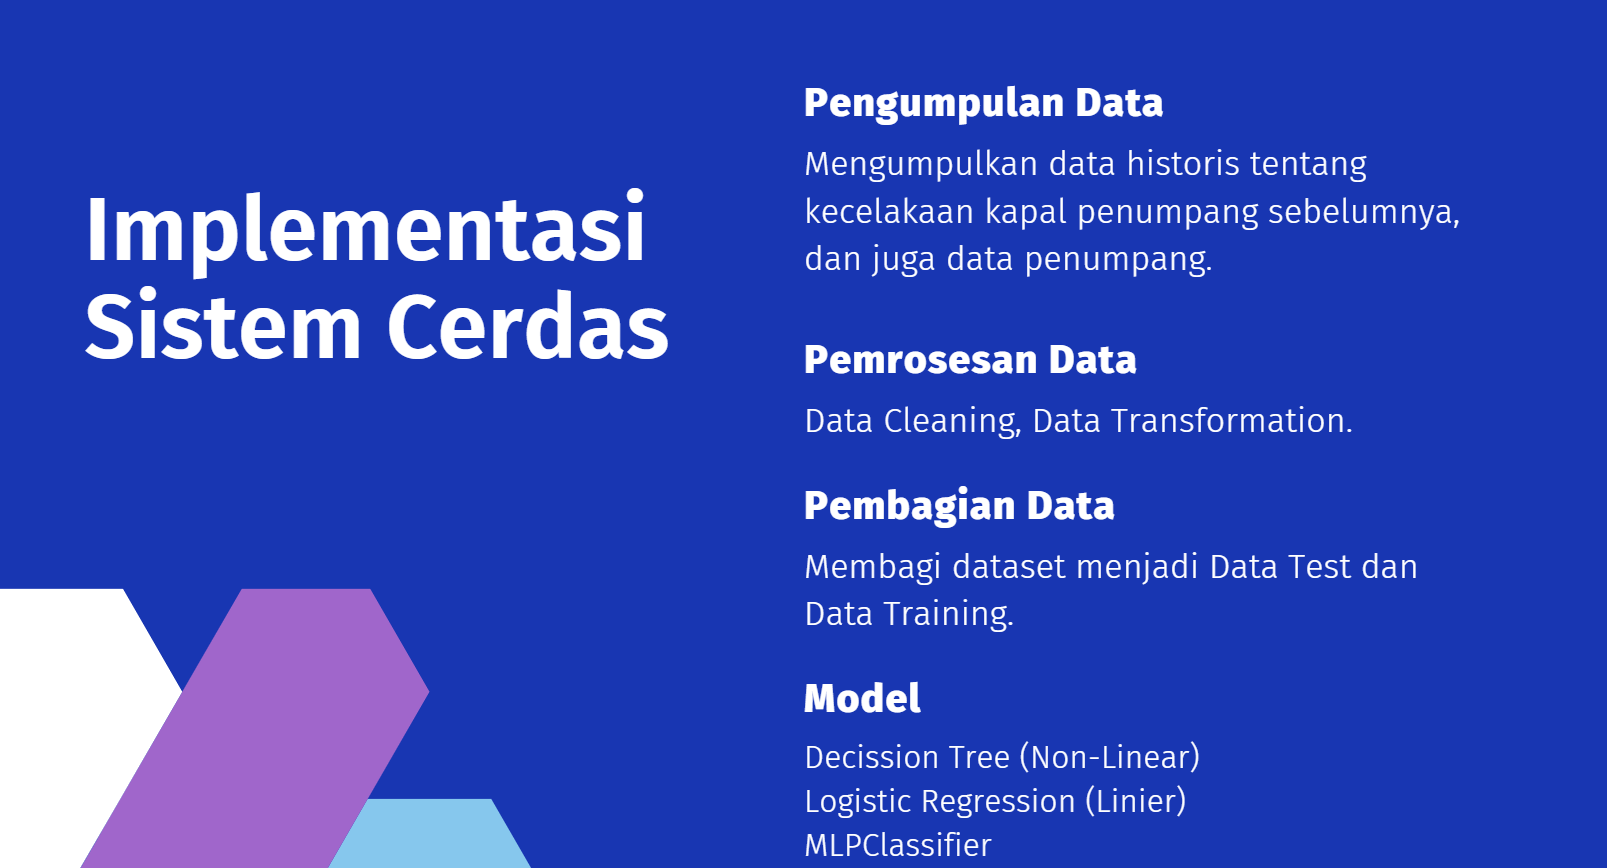 Implementasi
Sistem Cerdas
Pengumpulan Data
Mengumpulkan data historis tentang
kecelakaan kapal penumpang sebelumnya,
dan juga data penumpang.
Pemrosesan Data
Data Cleaning, Data Transformation.
Pembagian Data
Membagi dataset menjadi Data Test dan
Data Training.
Model
Decission Tree (Non-Linear)
Logistic Regression (Linier)
MLPClassifier